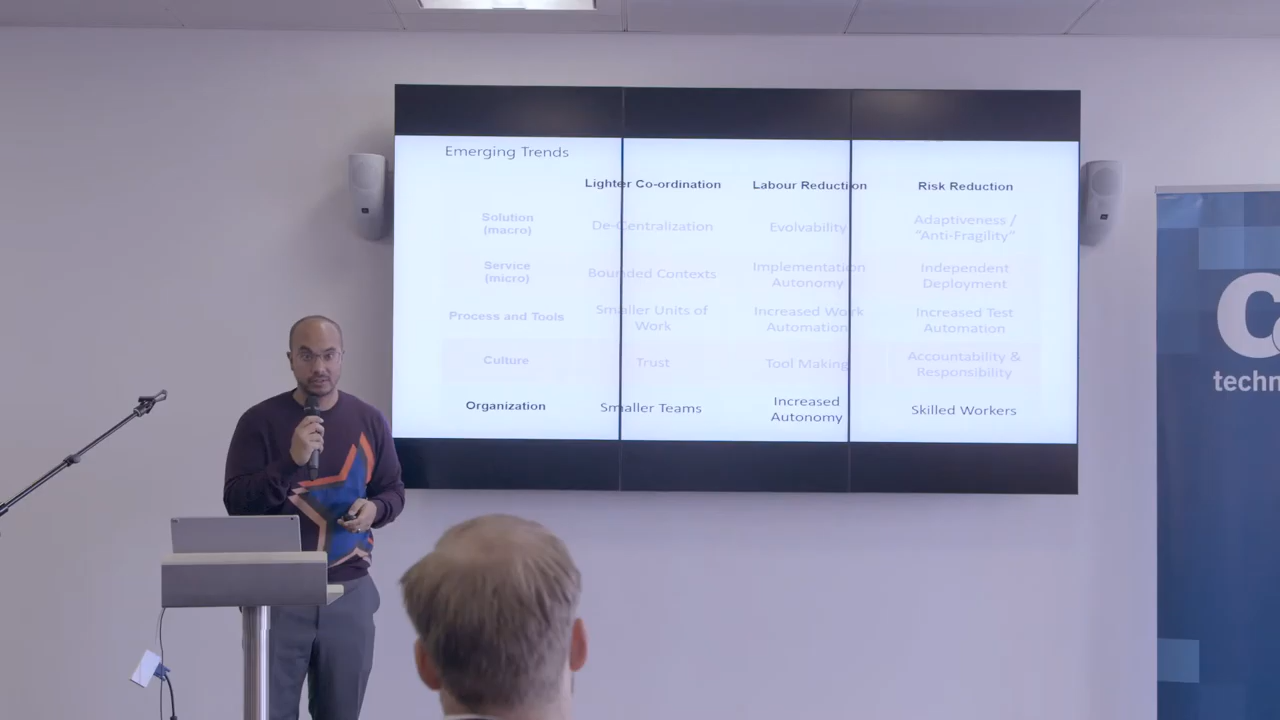 Emerging Trends
Lighter Co-ordination Labour Reduction Risk Reduction
Solution (macro) De-Centralization Evolvability Adaptiveness / "Anti-Fragility"
Service (micro) Bounded Contexts Implementation Autonomy Independent Deployment
Process and Tools Smaller Units of Work Increased Work Automation Increased Test Automation
Culture Trust Tool Making Accountability & Responsibility
Organization Smaller Teams Increased Autonomy Skilled Workers
techn